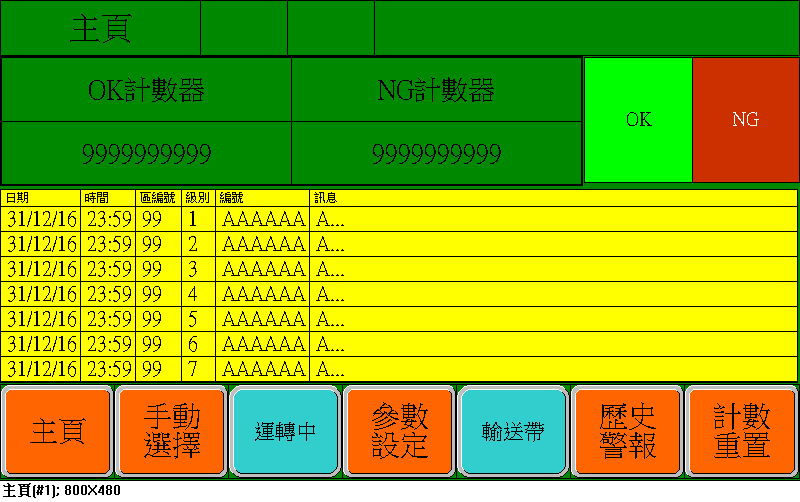 主頁
OK計數器 NG計數器 OK NG
9999999999 9999999999
日期 時間 區編號 級別 編號 訊息
31/12/16 23:59 99 1 AAAAAA A...
31/12/16 23:59 99 2 AAAAAA A...
31/12/16 23:59 99 3 AAAAAA A...
31/12/16 23:59 99 4 AAAAAA A...
31/12/16 23:59 99 5 AAAAAA A...
31/12/16 23:59 99 6 AAAAAA A...
31/12/16 23:59 99 7 AAAAAA A...
主頁
手動
選擇
運轉中
參數
設定
輸送帶
歷史
警報
計數
重置
主頁(#1); 800X480